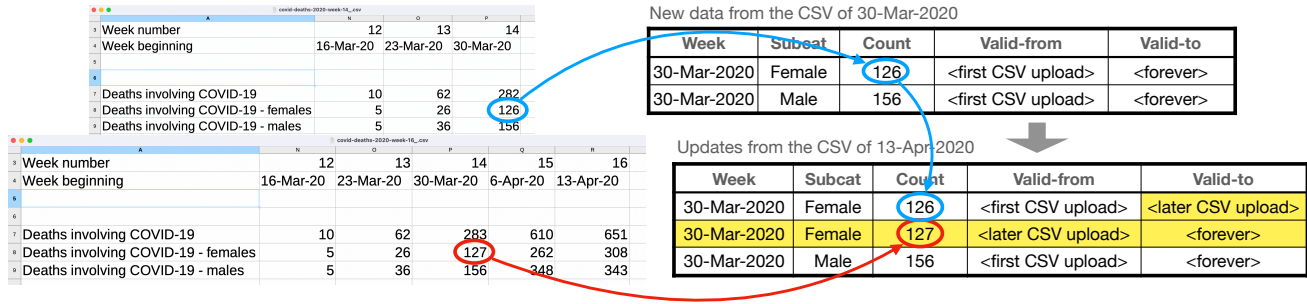 covid-deaths-2020-week-14_.csv
A N O P
3 Week number 12 13 14
4 Week beginning 16-Mar-20 23-Mar-20 30-Mar-20
5
6
7 Deaths involving COVID-19 10 62 282
8 Deaths involving COVID-19 - females 5 26 126
9 Deaths involving COVID-19 - males 5 36 156
covid-deaths-2020-week-16_.csv
A N O P Q R
3 Week number 12 13 14 15 16
4 Week beginning 16-Mar-20 23-Mar-20 30-Mar-20 6-Apr-20 13-Apr-20
5
6
7 Deaths involving COVID-19 10 62 283 610 651
8 Deaths involving COVID-19 - females 5 26 127 262 308
9 Deaths involving COVID-19 - males 5 36 156 348 343
New data from the CSV of 30-Mar-2020
Week Subcat Count Valid-from Valid-to
30-Mar-2020 Female 126 <first CSV upload> <forever>
30-Mar-2020 Male 156 <first CSV upload> <forever>
Updates from the CSV of 13-Apr-2020
Week Subcat Count Valid-from Valid-to
30-Mar-2020 Female 126 <first CSV upload> <later CSV upload>
30-Mar-2020 Female 127 <later CSV upload> <forever>
30-Mar-2020 Male 156 <first CSV upload> <forever>